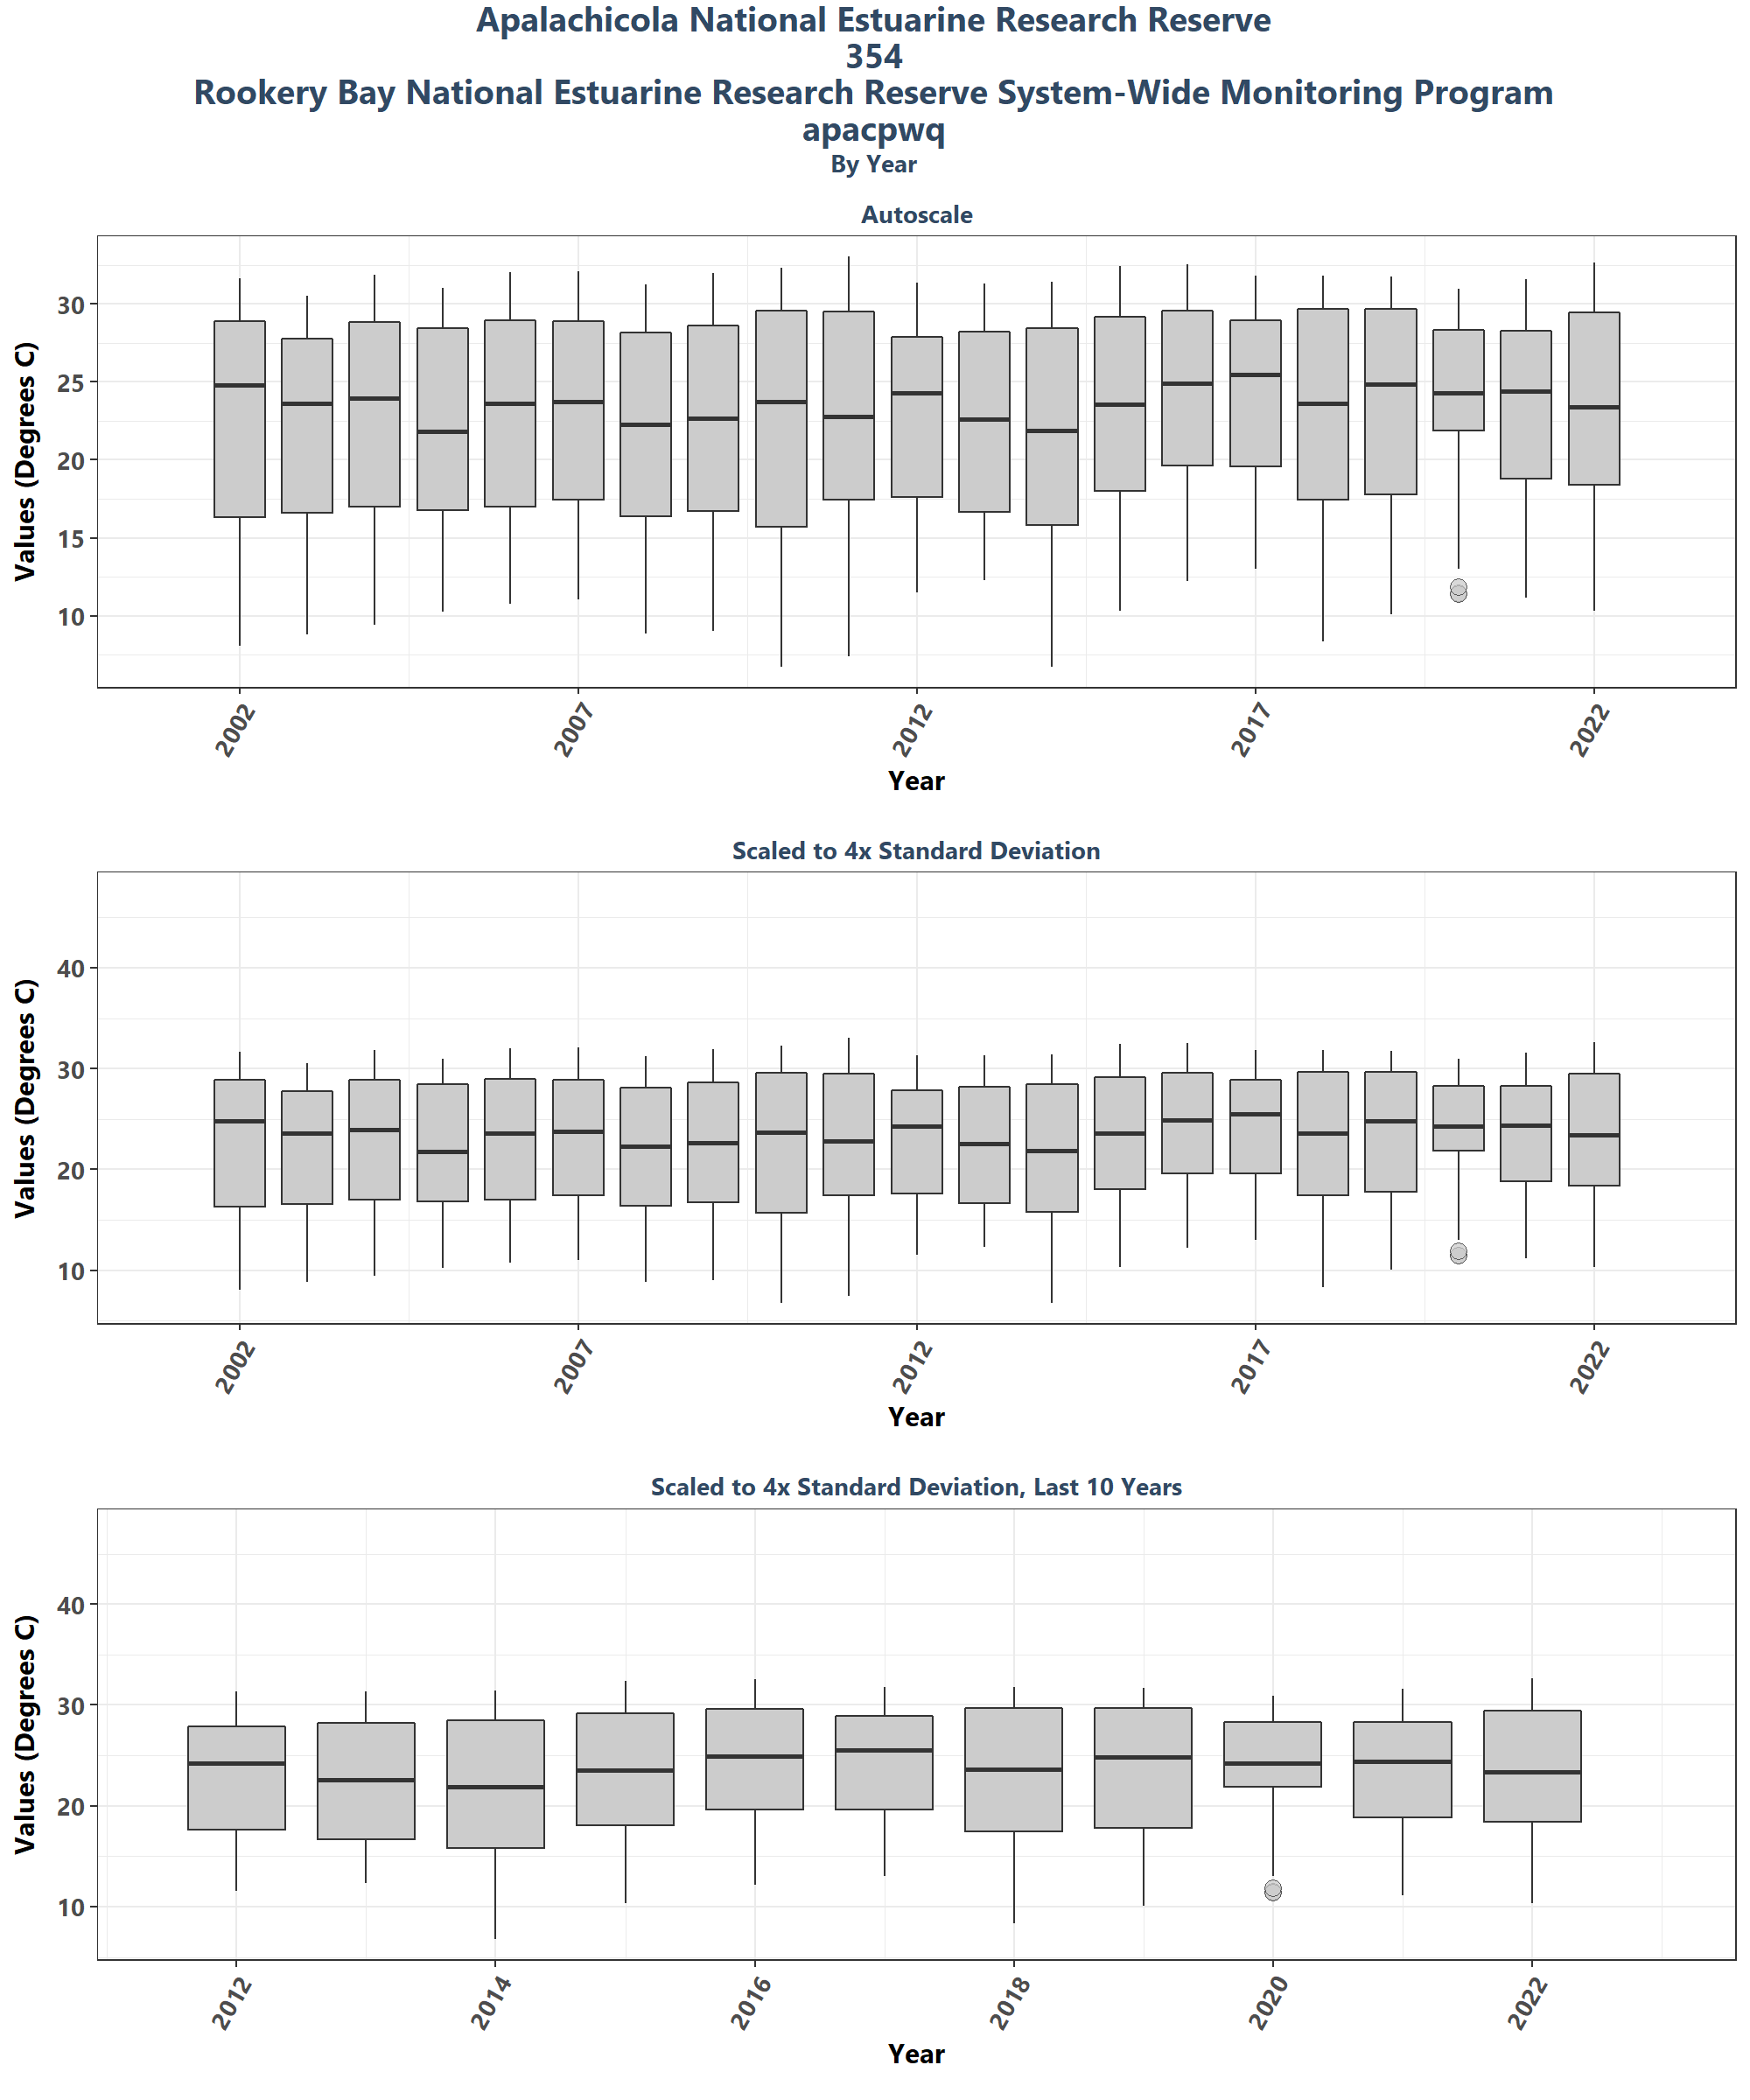 Apalachicola National Estuarine Research Reserve
354
Rookery Bay National Estuarine Research Reserve System-Wide Monitoring Program
apacpwq
By Year
Autoscale
Values (Degrees C)
30
25
20
15
10
2002
2007
2012
2017
2022
Year
Scaled to 4x Standard Deviation
Values (Degrees C)
40
30
20
10
2002
2007
2012
2017
2022
Year
Scaled to 4x Standard Deviation, Last 10 Years
Values (Degrees C)
40
30
20
10
2012
2014
2016
2018
2020
2022
Year